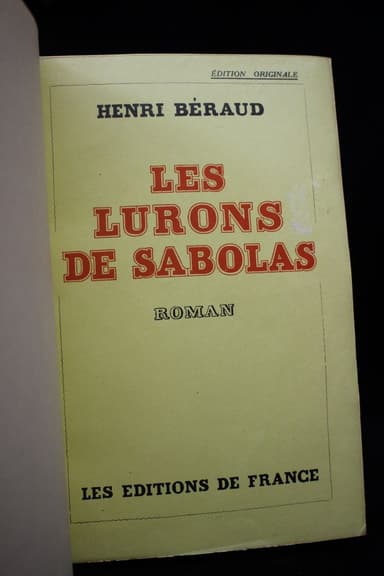 ÉDITION ORIGINALE
HENRI BÉRAUD
LES
LURONS
DE SABOLAS
ROMAN
LES EDITIONS DE FRANCE